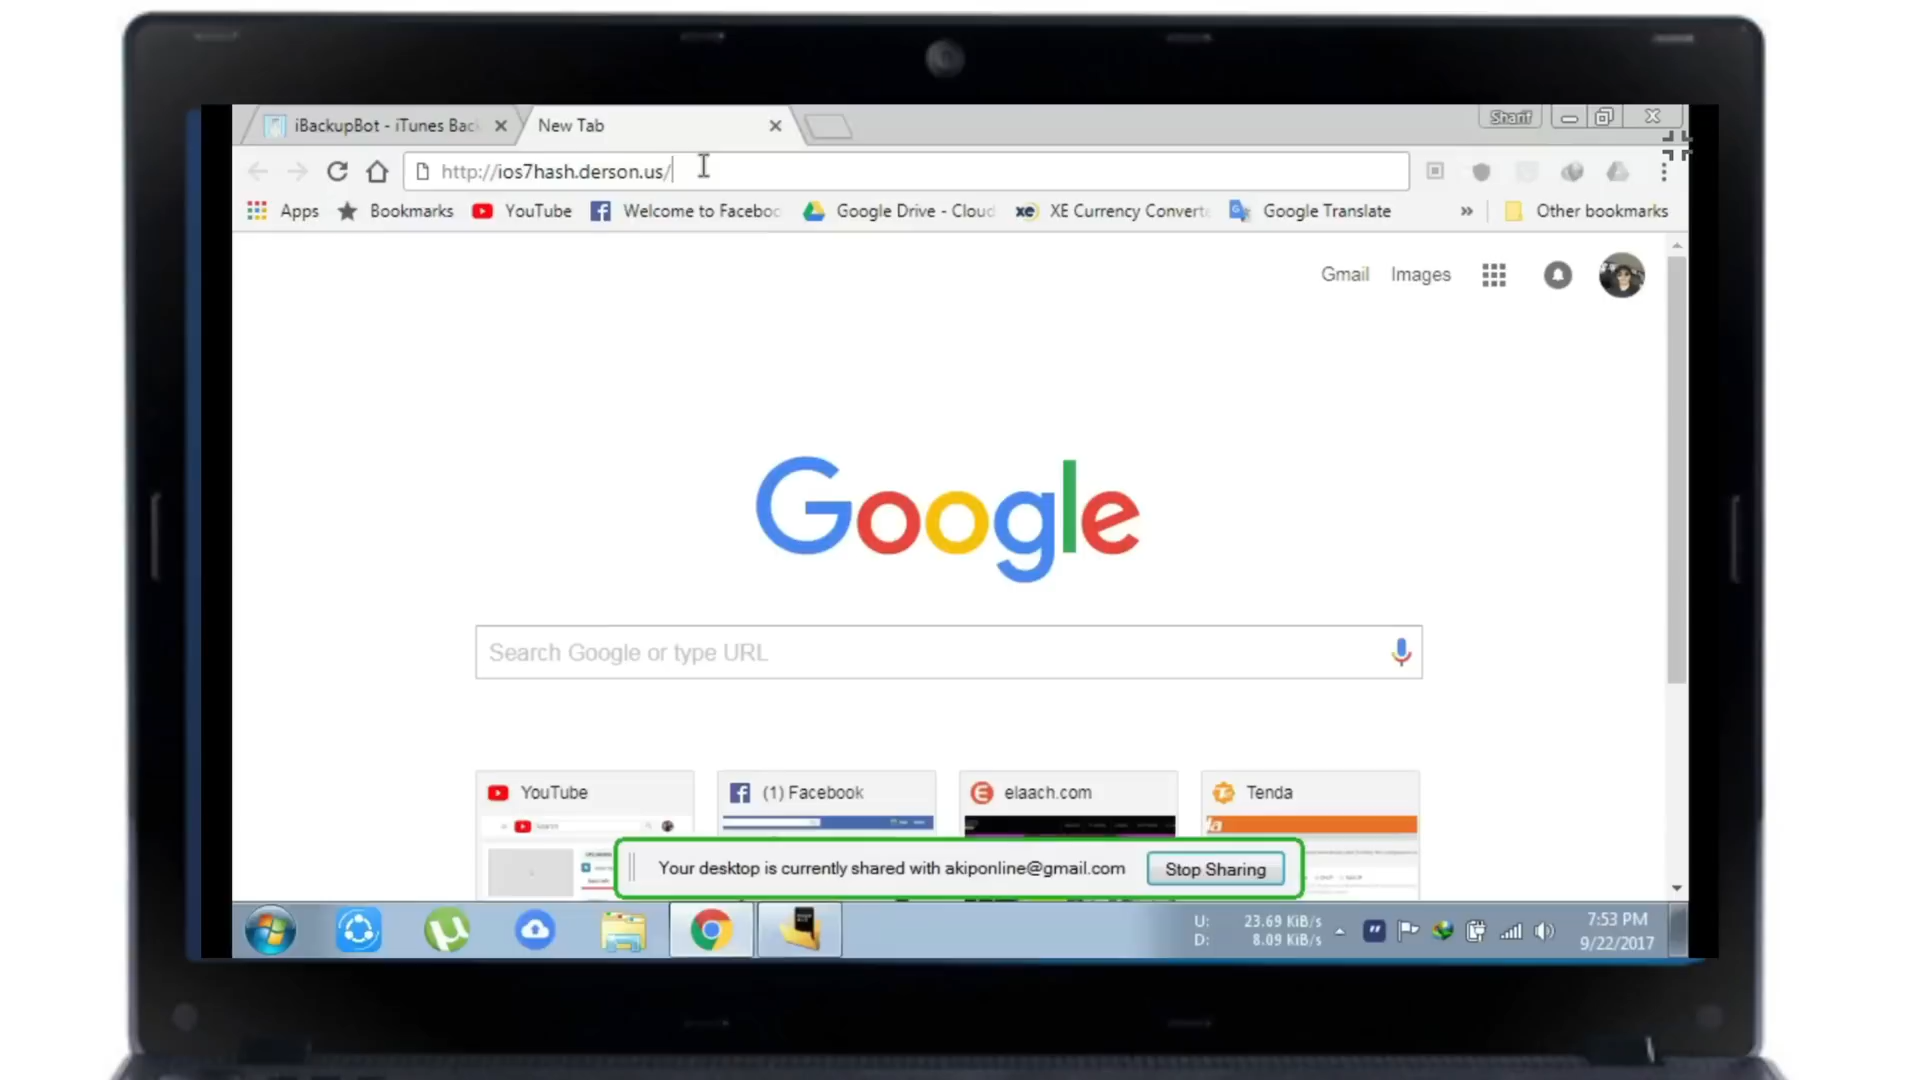 iBackupBot - iTunes Bac
New Tab
Sharif
http://ios7hash.derson.us/
Apps
Bookmarks
YouTube
Welcome to Faceboo
Google Drive - Cloud
xe
XE Currency Converte
Google Translate
»
Other bookmarks
Gmail
Images
Google
Search Google or type URL
YouTube
(1) Facebook
elaach.com
Tenda
Your desktop is currently shared with akiponline@gmail.com
Stop Sharing
U: 23.69 KiB/s
D: 8.09 KiB/s
7:53 PM
9/22/2017